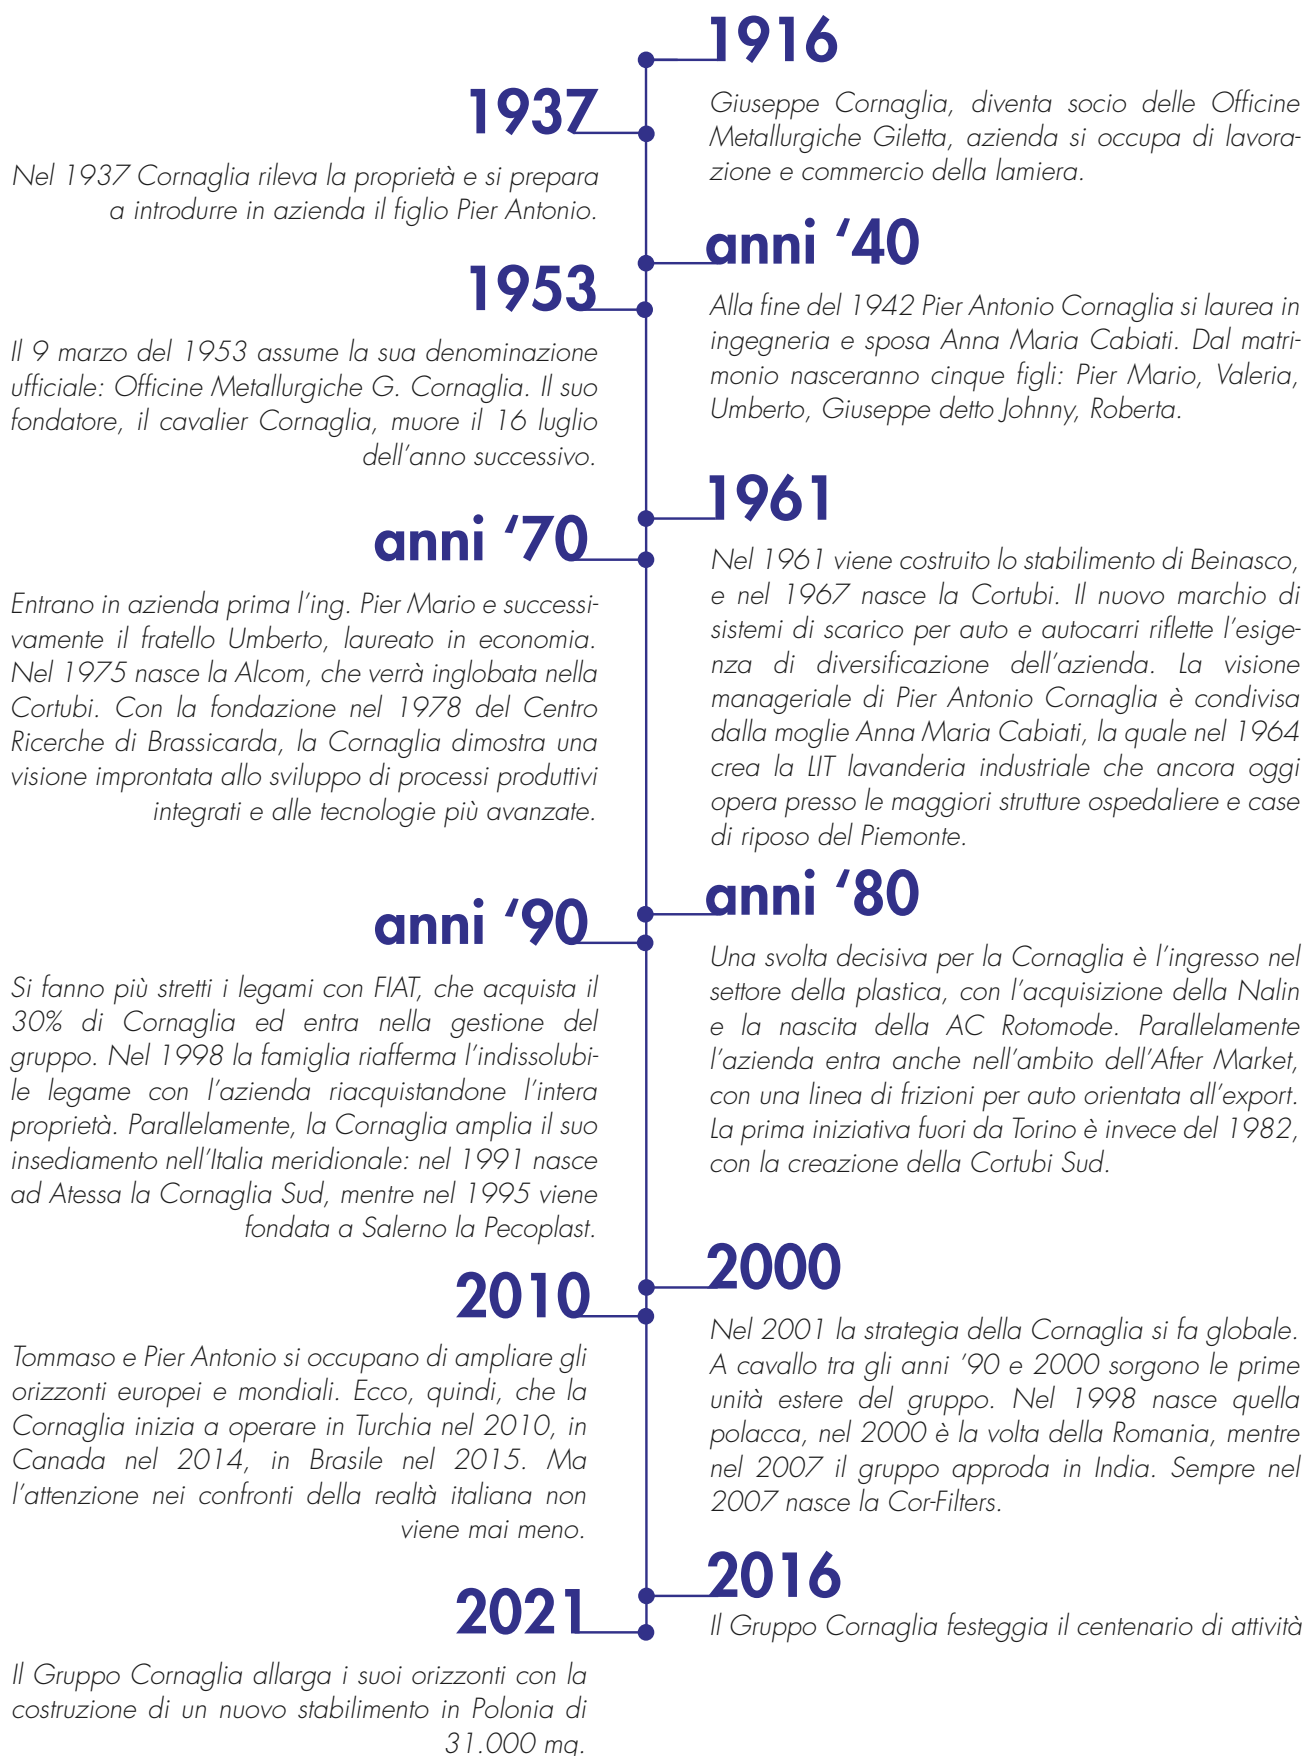 1916
Giuseppe Cornaglia, diventa socio delle Officine
Metallurgiche Giletta, azienda si occupa di lavora-
zione e commercio della lamiera.
1937
Nel 1937 Cornaglia rileva la proprietà e si prepara
a introdurre in azienda il figlio Pier Antonio.
anni ‘40
Alla fine del 1942 Pier Antonio Cornaglia si laurea in
ingegneria e sposa Anna Maria Cabiati. Dal matri-
monio nasceranno cinque figli: Pier Mario, Valeria,
Umberto, Giuseppe detto Johnny, Roberta.
1953
Il 9 marzo del 1953 assume la sua denominazione
ufficiale: Officine Metallurgiche G. Cornaglia. Il suo
fondatore, il cavalier Cornaglia, muore il 16 luglio
dell’anno successivo.
1961
Nel 1961 viene costruito lo stabilimento di Beinasco,
e nel 1967 nasce la Cortubi. Il nuovo marchio di
sistemi di scarico per auto e autocarri riflette l’esige-
nza di diversificazione dell’azienda. La visione
manageriale di Pier Antonio Cornaglia è condivisa
dalla moglie Anna Maria Cabiati, la quale nel 1964
crea la LIT lavanderia industriale che ancora oggi
opera presso le maggiori strutture ospedaliere e case
di riposo del Piemonte.
anni ‘70
Entrano in azienda prima l’ing. Pier Mario e successi-
vamente il fratello Umberto, laureato in economia.
Nel 1975 nasce la Alcom, che verrà inglobata nella
Cortubi. Con la fondazione nel 1978 del Centro
Ricerche di Brassicarda, la Cornaglia dimostra una
visione improntata allo sviluppo di processi produttivi
integrati e alle tecnologie più avanzate.
anni ‘80
Una svolta decisiva per la Cornaglia è l’ingresso nel
settore della plastica, con l’acquisizione della Nalin
e la nascita della AC Rotomode. Parallelamente
l’azienda entra anche nell’ambito dell’After Market,
con una linea di frizioni per auto orientata all’export.
La prima iniziativa fuori da Torino è invece del 1982,
con la creazione della Cortubi Sud.
anni ‘90
Si fanno più stretti i legami con FIAT, che acquista il
30% di Cornaglia ed entra nella gestione del
gruppo. Nel 1998 la famiglia riafferma l’indissolubi-
le legame con l’azienda riacquistandone l’intera
proprietà. Parallelamente, la Cornaglia amplia il suo
insediamento nell’Italia meridionale: nel 1991 nasce
ad Atessa la Cornaglia Sud, mentre nel 1995 viene
fondata a Salerno la Pecoplast.
2000
Nel 2001 la strategia della Cornaglia si fa globale.
A cavallo tra gli anni ’90 e 2000 sorgono le prime
unità estere del gruppo. Nel 1998 nasce quella
polacca, nel 2000 è la volta della Romania, mentre
nel 2007 il gruppo approda in India. Sempre nel
2007 nasce la Cor-Filters.
2010
Tommaso e Pier Antonio si occupano di ampliare gli
orizzonti europei e mondiali. Ecco, quindi, che la
Cornaglia inizia a operare in Turchia nel 2010, in
Canada nel 2014, in Brasile nel 2015. Ma
l’attenzione nei confronti della realtà italiana non
viene mai meno.
2016
Il Gruppo Cornaglia festeggia il centenario di attività
2021
Il Gruppo Cornaglia allarga i suoi orizzonti con la
costruzione di un nuovo stabilimento in Polonia di
31.000 mq.